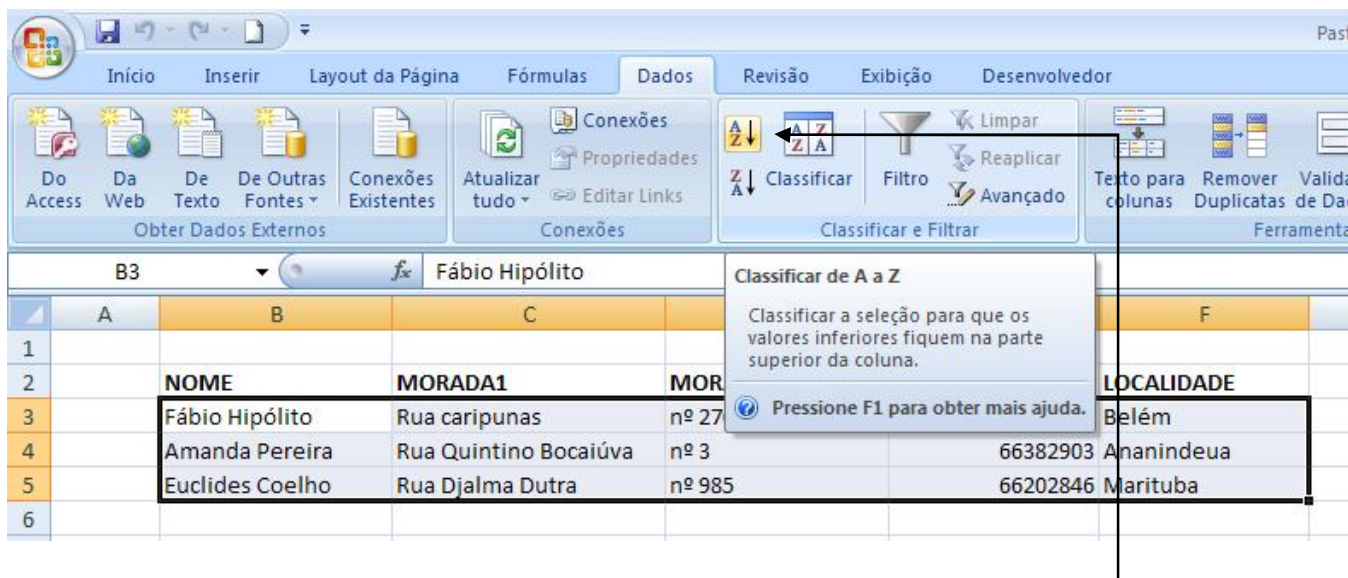 Past
Início Inserir Layout da Página Fórmulas Dados Revisão Exibição Desenvolvedor
Do Access
Da Web
De Texto
De Outras Fontes
Conexões Existentes
Obter Dados Externos
Atualizar tudo
Conexões
Propriedades
Editar Links
Conexões
Classificar
Filtro
Limpar
Reaplicar
Avançado
Classificar e Filtrar
Texto para colunas
Remover Duplicatas
Valida de Da
Ferramenta
B3 fx Fábio Hipólito
Classificar de A a Z
Classificar a seleção para que os
valores inferiores fiquem na parte
superior da coluna.
Pressione F1 para obter mais ajuda.
A B C F
1
2 NOME MORADA1 MOR LOCALIDADE
3 Fábio Hipólito Rua caripunas nº 27 Belém
4 Amanda Pereira Rua Quintino Bocaiúva nº 3 66382903 Ananindeua
5 Euclides Coelho Rua Djalma Dutra nº 985 66202846 Marituba
6